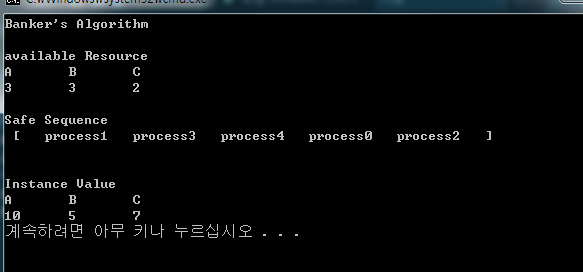 C:\Windows\system32\cmd.exe
Banker's Algorithm
available Resource
A B C
3 3 2
Safe Sequence
[ process1 process3 process4 process0 process2 ]
Instance Value
A B C
10 5 7
계속하려면 아무 키나 누르십시오 . . .